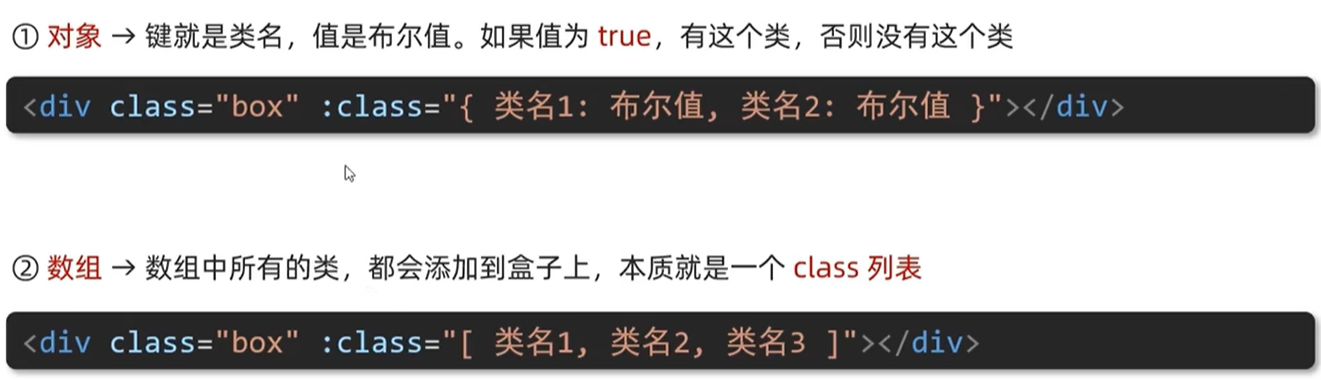 ① 对象 → 键就是类名，值是布尔值。如果值为 true，有这个类，否则没有这个类
<div class="box" :class="{ 类名1: 布尔值, 类名2: 布尔值 }"></div>
② 数组 → 数组中所有的类，都会添加到盒子上，本质就是一个 class 列表
<div class="box" :class="[ 类名1, 类名2, 类名3 ]"></div>